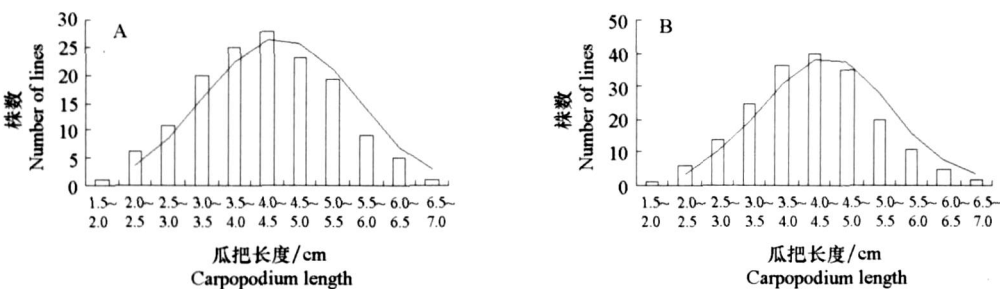 A
30
25
20
15
10
5
0
株数
Number of lines
1.5~ 2.0~ 2.5~ 3.0~ 3.5~ 4.0~ 4.5~ 5.0~ 5.5~ 6.0~ 6.5~
2.0 2.5 3.0 3.5 4.0 4.5 5.0 5.5 6.0 6.5 7.0
瓜把长度/cm
Carpopodium length
B
50
40
30
20
10
0
株数
Number of lines
1.5~ 2.0~ 2.5~ 3.0~ 3.5~ 4.0~ 4.5~ 5.0~ 5.5~ 6.0~ 6.5~
2.0 2.5 3.0 3.5 4.0 4.5 5.0 5.5 6.0 6.5 7.0
瓜把长度/cm
Carpopodium length